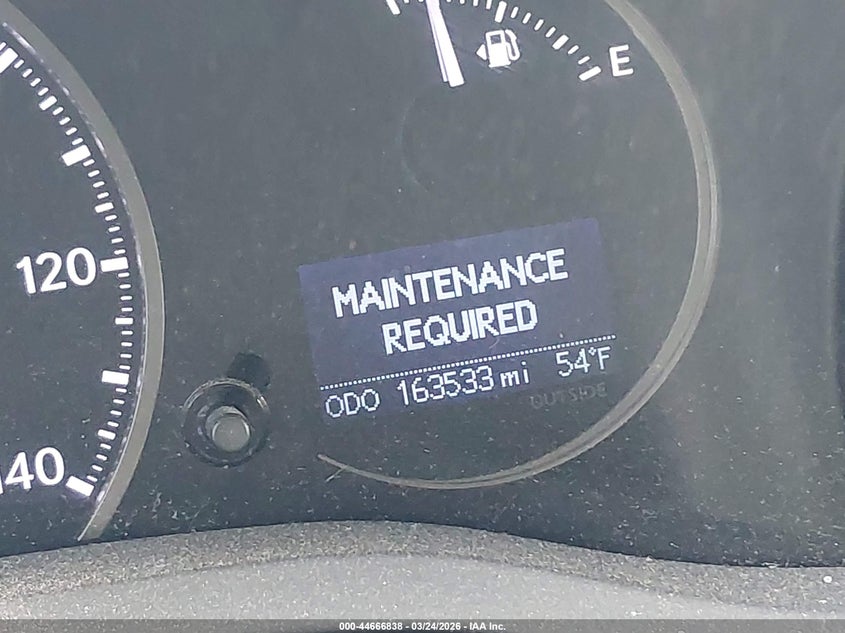 E
120
140
MAINTENANCE
REQUIRED
ODO 163533 mi 54°F
OUTSIDE
000-44666838 - 03/24/2026 - IAA Inc.